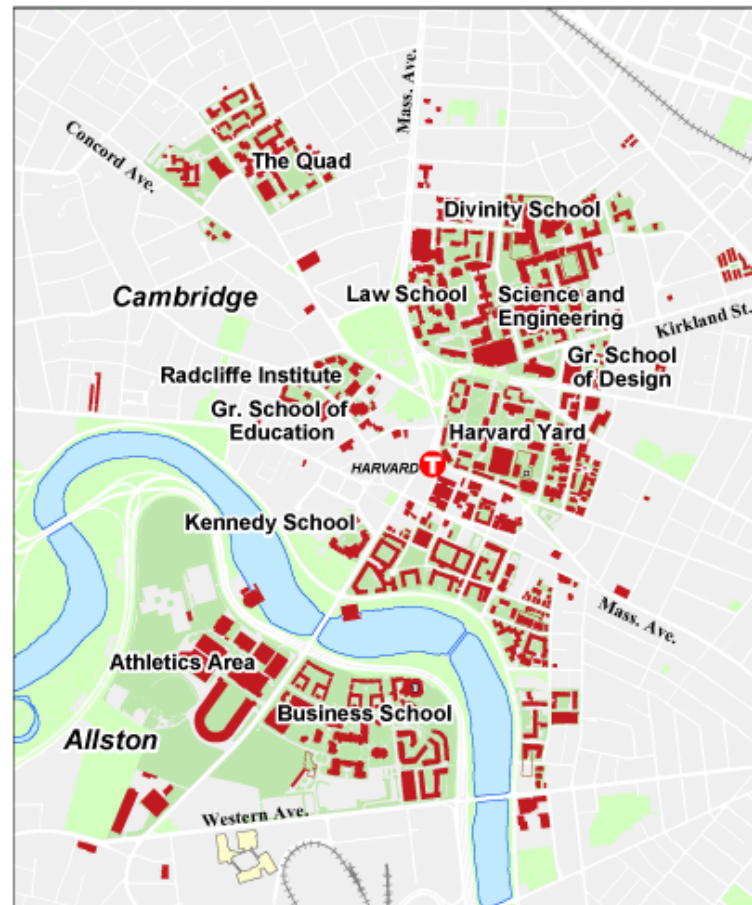 Mass. Ave.
Concord Ave.
The Quad
Divinity School
Cambridge
Law School
Science and
Engineering
Kirkland St.
Gr. School
of Design
Radcliffe Institute
Gr. School of
Education
Harvard Yard
HARVARD
T
Kennedy School
Mass. Ave.
Athletics Area
Business School
Allston
Western Ave.